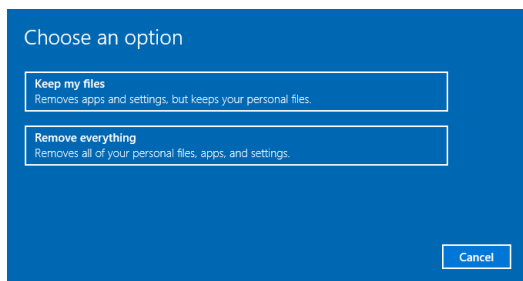 Choose an option
Keep my files
Removes apps and settings, but keeps your personal files.
Remove everything
Removes all of your personal files, apps, and settings.
Cancel